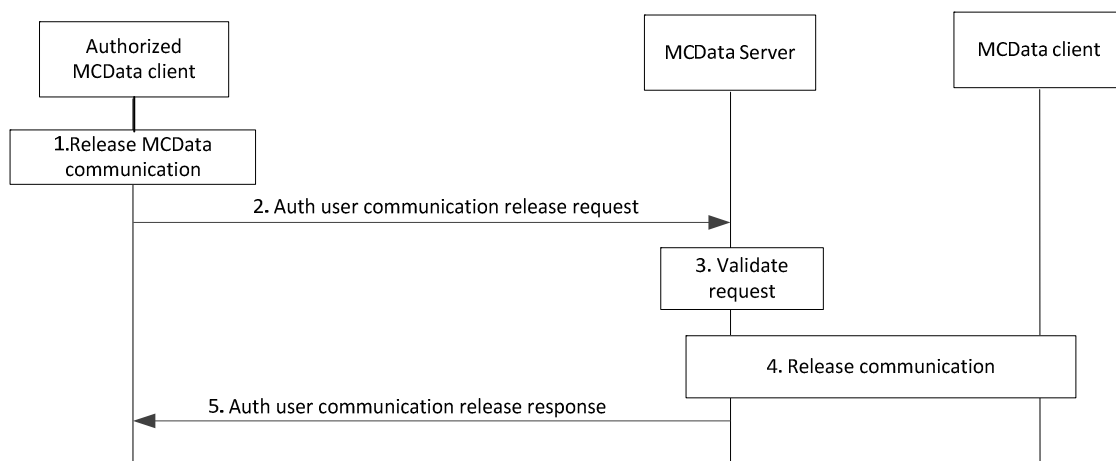 Authorized
MCData client
MCData Server
MCData client
1.Release MCData
communication
2. Auth user communication release request
3. Validate
request
4. Release communication
5. Auth user communication release response